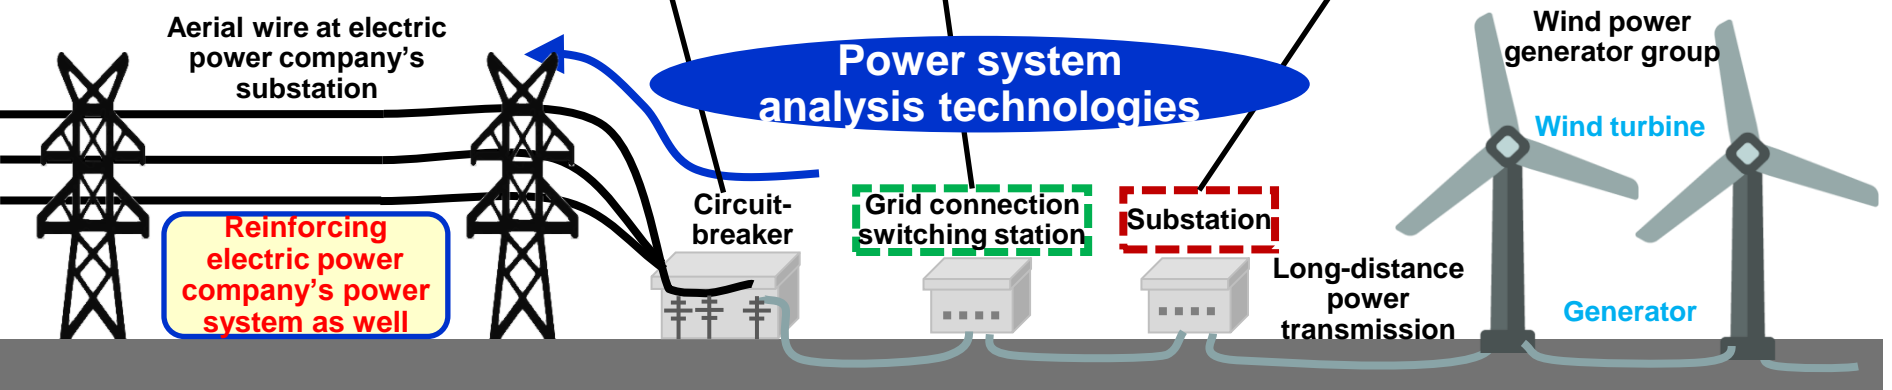 Aerial wire at electric
power company’s
substation
Power system
analysis technologies
Wind power
generator group
Wind turbine
Circuit-
breaker
Grid connection
switching station
Substation
Reinforcing
electric power
company’s power
system as well
Long-distance
power
transmission
Generator